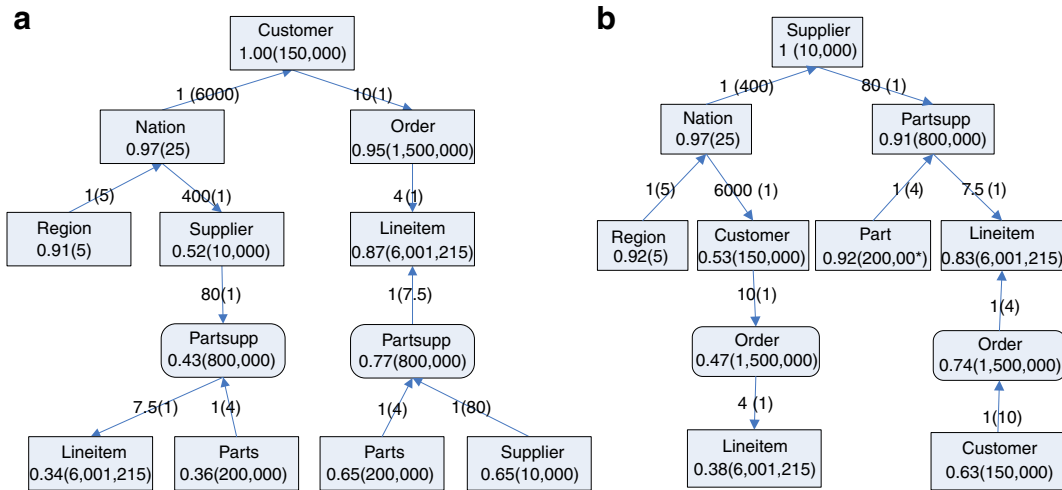 a
Customer
1.00(150,000)
1 (6000)
10(1)
Nation
0.97(25)
Order
0.95(1,500,000)
1(5)
400(1)
4(1)
Region
0.91(5)
Supplier
0.52(10,000)
Lineitem
0.87(6,001,215)
80(1)
1(7.5)
Partsupp
0.43(800,000)
Partsupp
0.77(800,000)
7.5(1)
1(4)
1(4)
1(80)
Lineitem
0.34(6,001,215)
Parts
0.36(200,000)
Parts
0.65(200,000)
Supplier
0.65(10,000)
b
Supplier
1 (10,000)
1 (400)
80 (1)
Nation
0.97(25)
Partsupp
0.91(800,000)
1(5)
6000 (1)
1 (4)
7.5 (1)
Region
0.92(5)
Customer
0.53(150,000)
Part
0.92(200,00*)
Lineitem
0.83(6,001,215)
10(1)
1(4)
Order
0.47(1,500,000)
Order
0.74(1,500,000)
4 (1)
1(10)
Lineitem
0.38(6,001,215)
Customer
0.63(150,000)